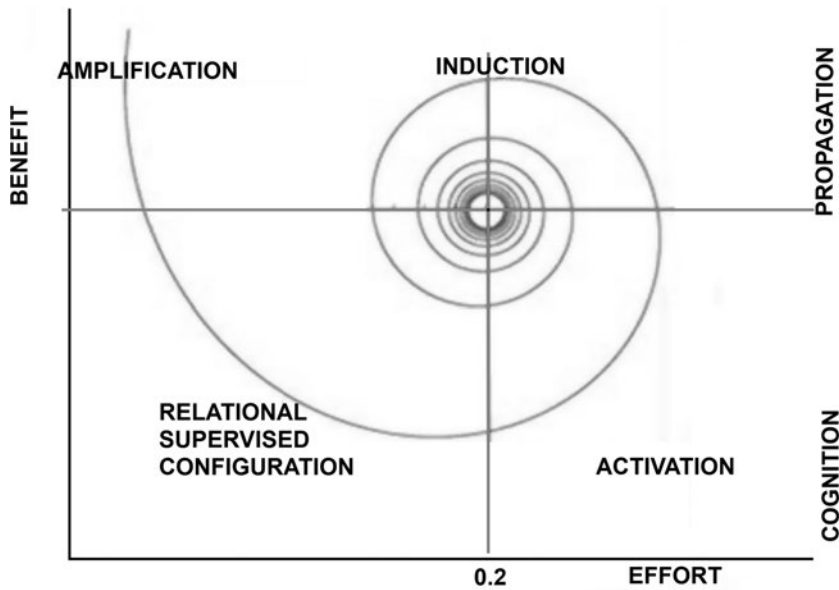 AMPLIFICATION
INDUCTION
BENEFIT
PROPAGATION
RELATIONAL
SUPERVISED
CONFIGURATION
ACTIVATION
COGNITION
0.2
EFFORT